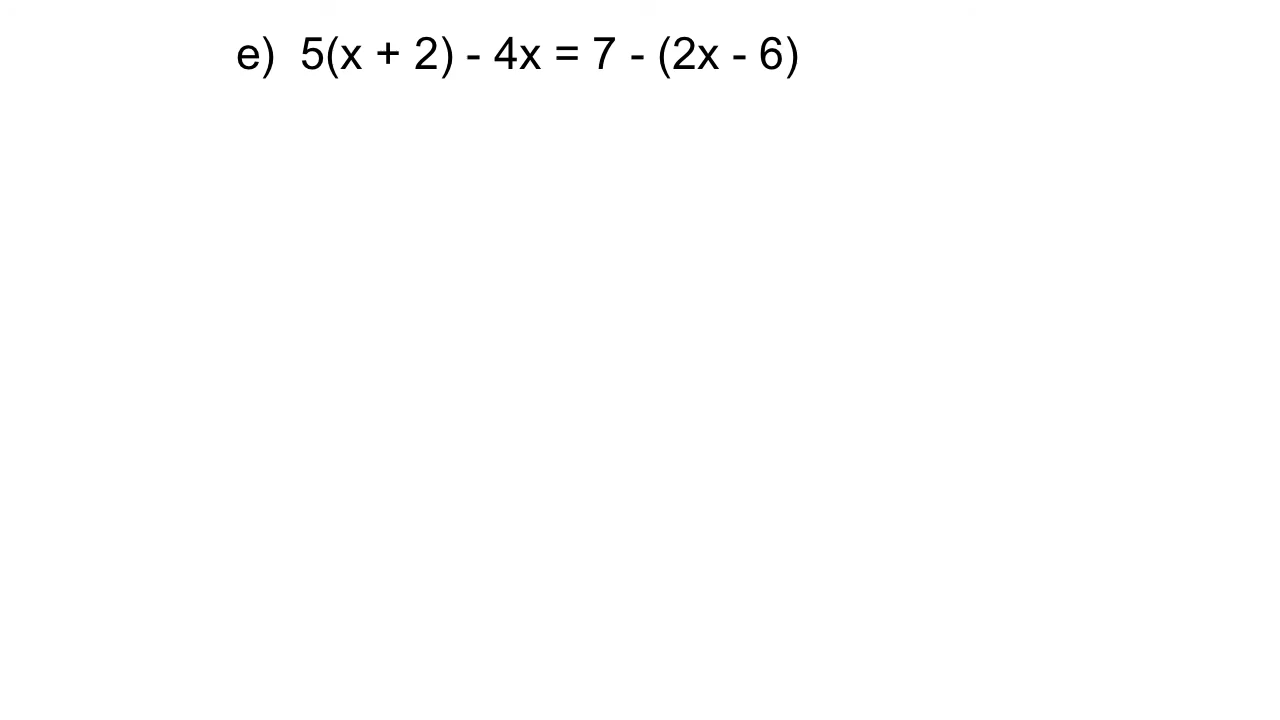 e) 5(x + 2) - 4x = 7 - (2x - 6)